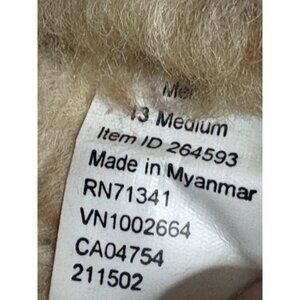 13 Medium
Item ID 264593
Made in Myanmar
RN71341
VN1002664
CA04754
211502